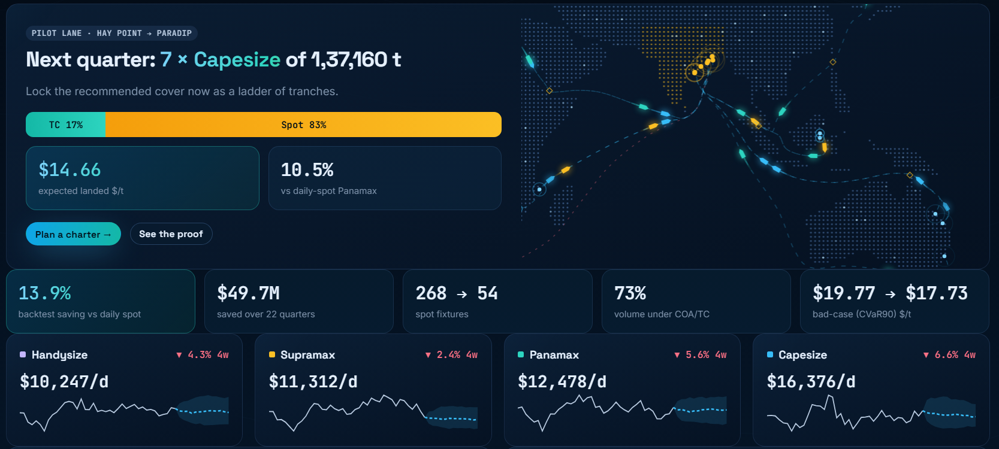 PILOT LANE · HAY POINT → PARADIP
Next quarter: 7 × Capesize of 1,37,160 t
Lock the recommended cover now as a ladder of tranches.
TC 17% Spot 83%
$14.66 10.5%
expected landed $/t vs daily-spot Panamax
Plan a charter → See the proof
13.9% $49.7M 268 → 54 73% $19.77 → $17.73
backtest saving vs daily spot saved over 22 quarters spot fixtures volume under COA/TC bad-case (CVaR90) $/t
Handysize ▼ 4.3% 4w Supramax ▼ 2.4% 4w Panamax ▼ 5.6% 4w Capesize ▼ 6.6% 4w
$10,247/d $11,312/d $12,478/d $16,376/d